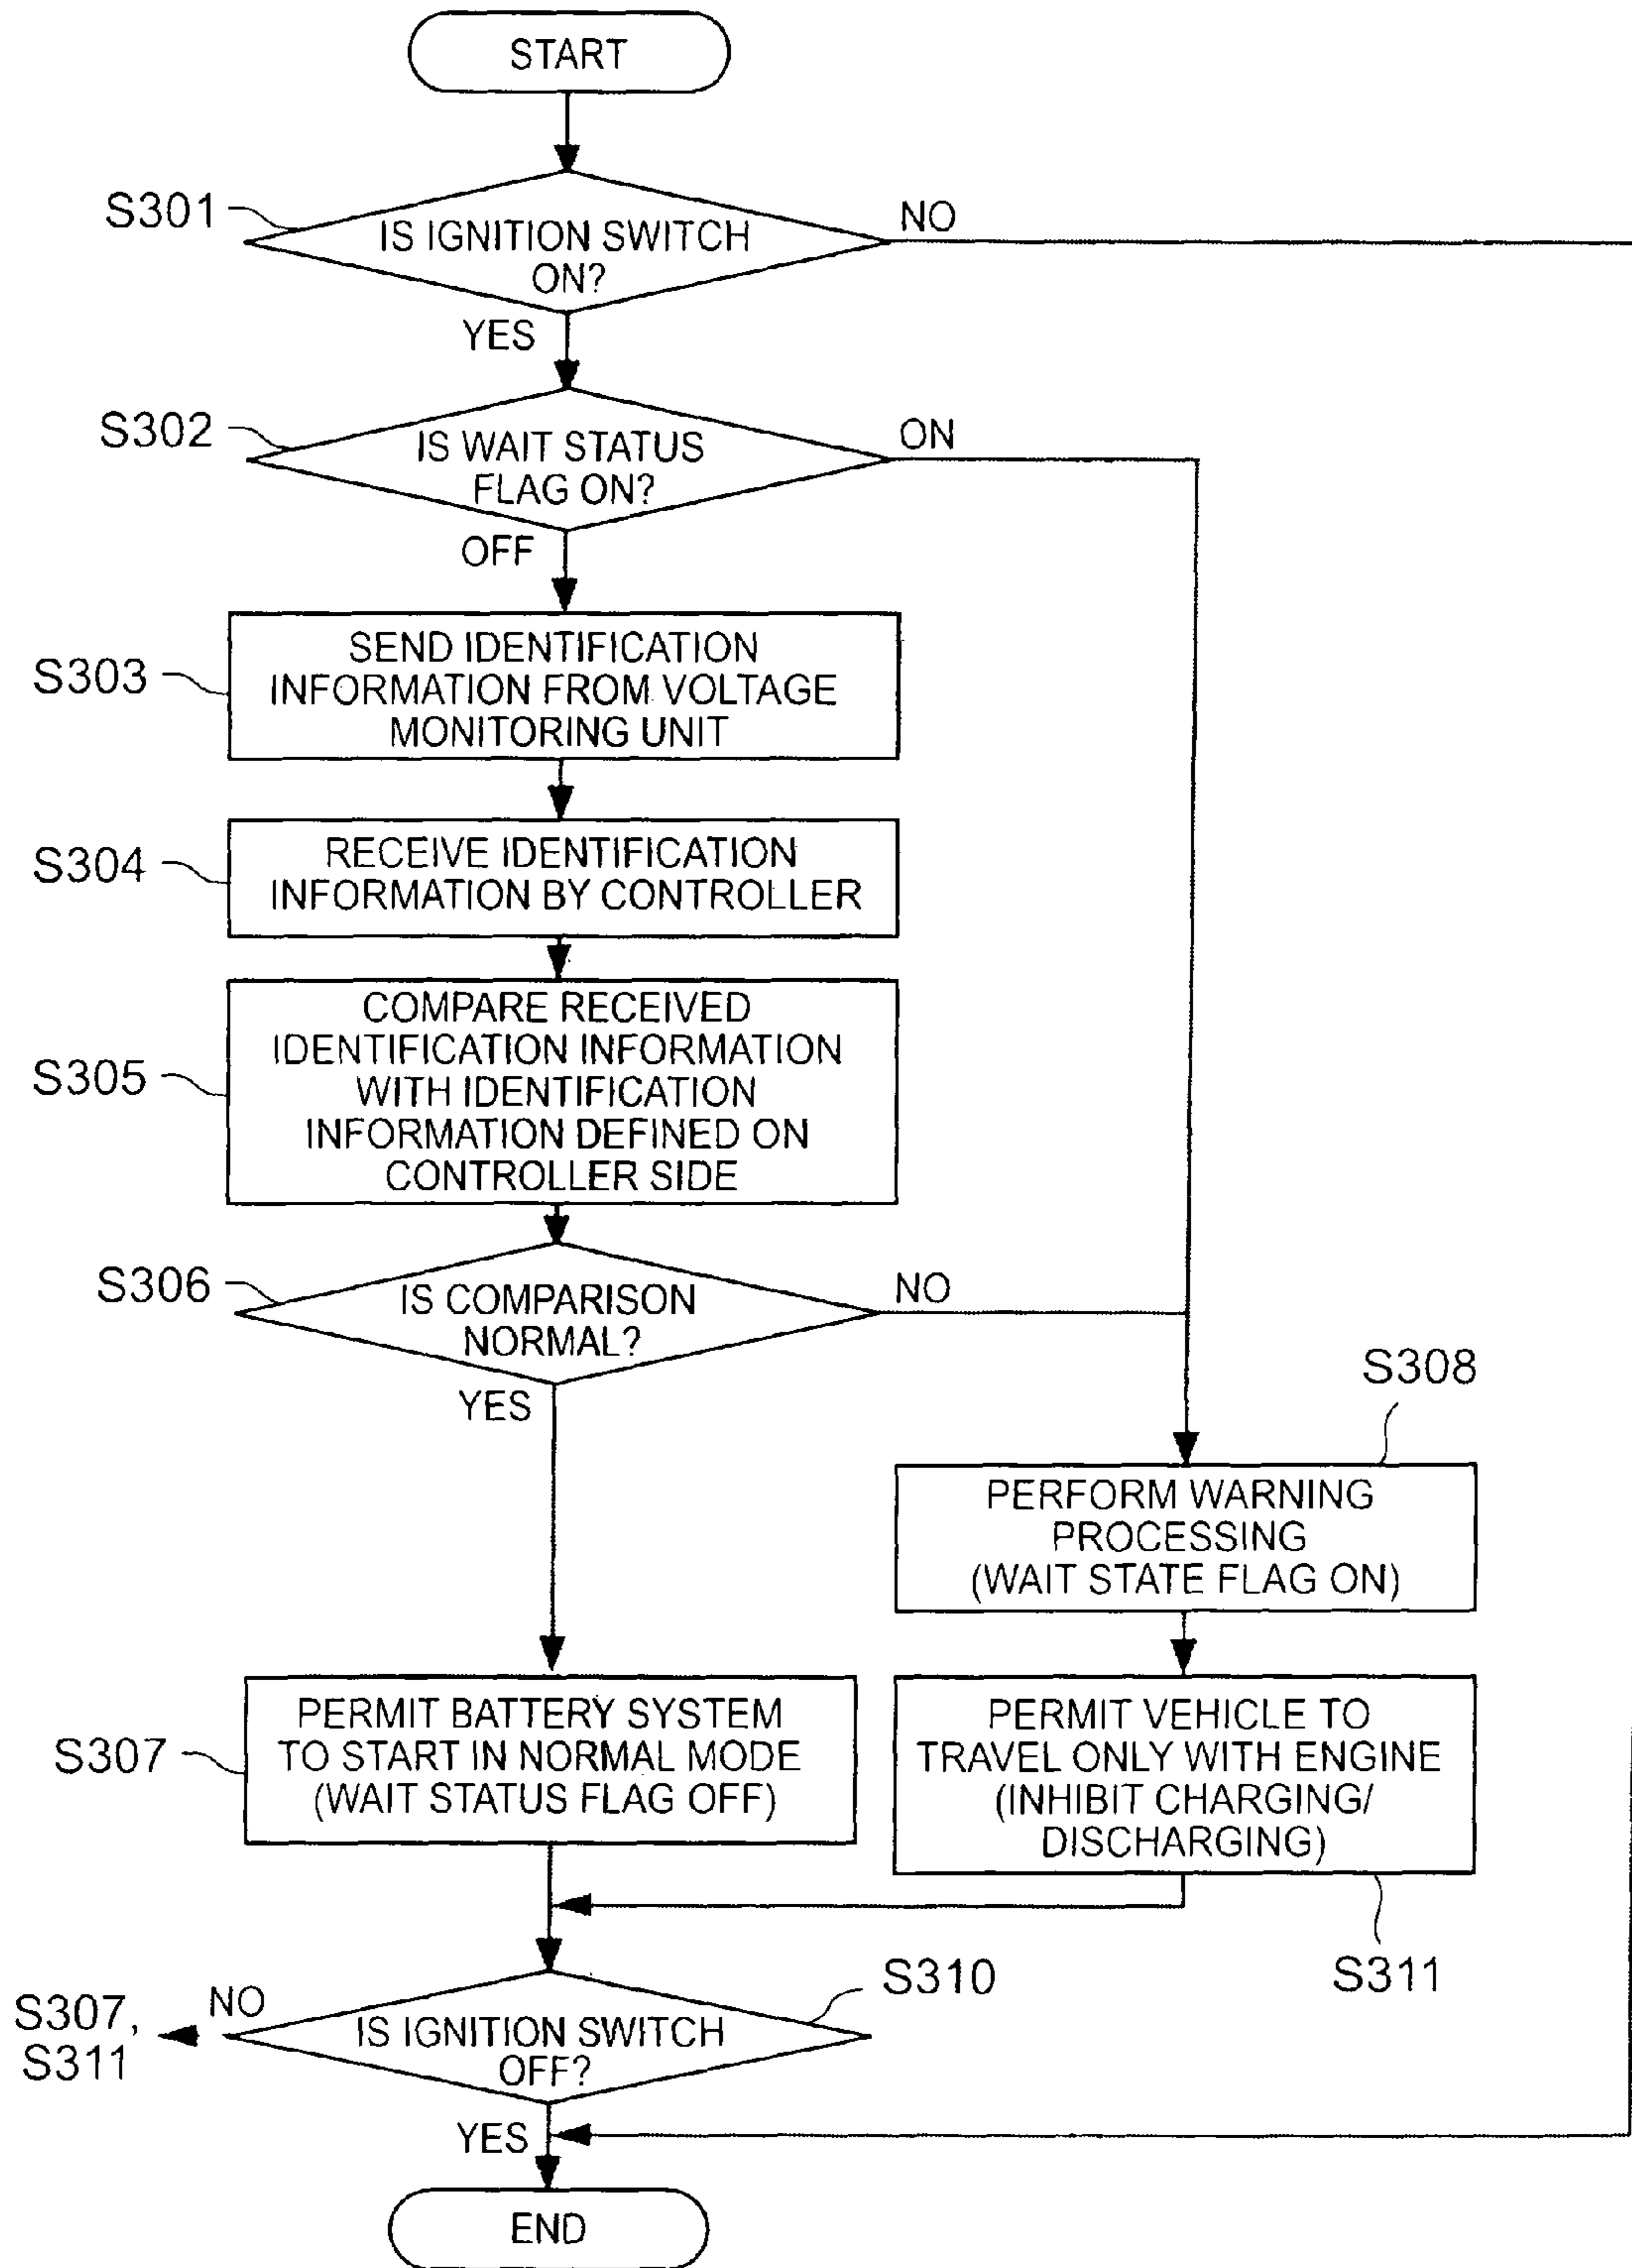 START
S301
IS IGNITION SWITCH
ON?
NO
YES
S302
IS WAIT STATUS
FLAG ON?
ON
OFF
S303
SEND IDENTIFICATION
INFORMATION FROM VOLTAGE
MONITORING UNIT
S304
RECEIVE IDENTIFICATION
INFORMATION BY CONTROLLER
S305
COMPARE RECEIVED
IDENTIFICATION INFORMATION
WITH IDENTIFICATION
INFORMATION DEFINED ON
CONTROLLER SIDE
S306
IS COMPARISON
NORMAL?
NO
YES
S308
PERFORM WARNING
PROCESSING
(WAIT STATE FLAG ON)
S307
PERMIT BATTERY SYSTEM
TO START IN NORMAL MODE
(WAIT STATUS FLAG OFF)
PERMIT VEHICLE TO
TRAVEL ONLY WITH ENGINE
(INHIBIT CHARGING/
DISCHARGING)
S311
S310
IS IGNITION SWITCH
OFF?
NO
S307,
S311
YES
END